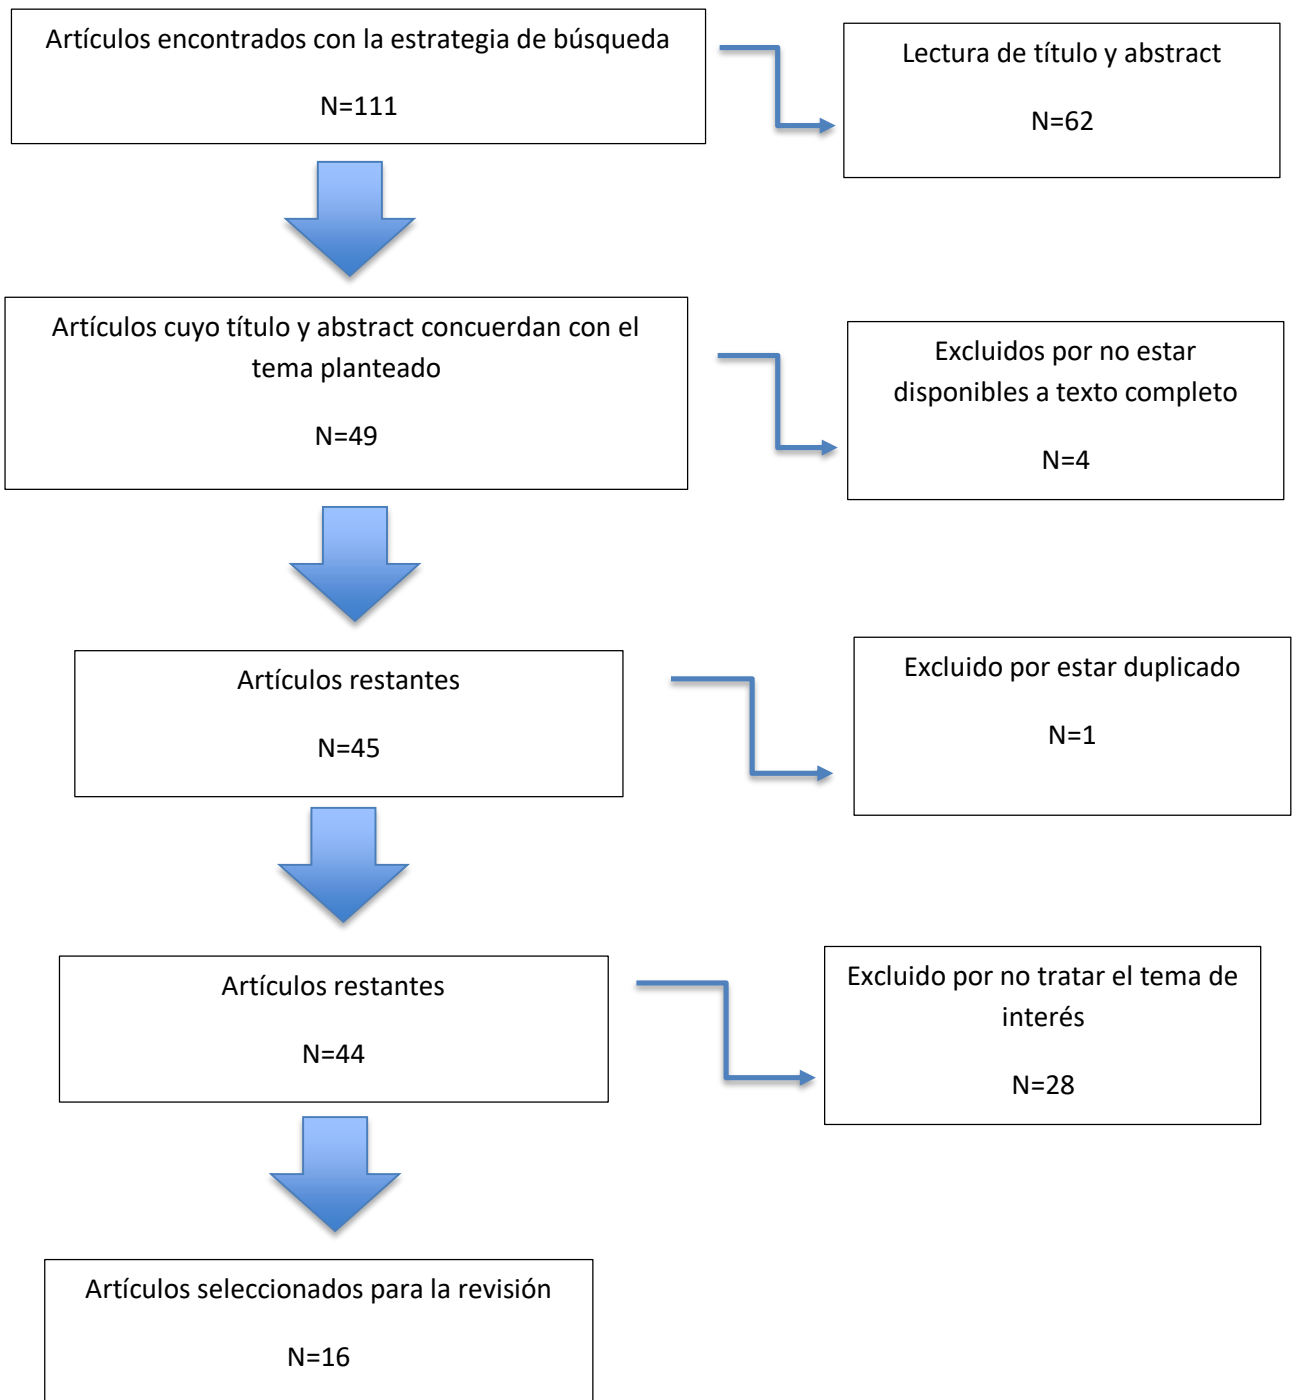 Artículos encontrados con la estrategia de búsqueda
N=111
Lectura de título y abstract
N=62
Artículos cuyo título y abstract concuerdan con el
tema planteado
N=49
Excluidos por no estar
disponibles a texto completo
N=4
Artículos restantes
N=45
Excluido por estar duplicado
N=1
Artículos restantes
N=44
Excluido por no tratar el tema de
interés
N=28
Artículos seleccionados para la revisión
N=16